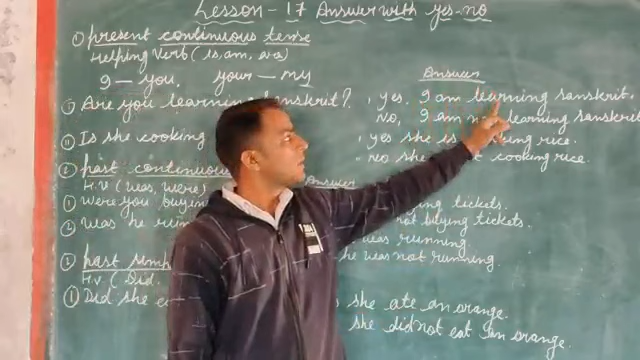 Lesson - 17 Answer with yes-no
① present continuous tense
Helping Verb (is, am, are)
I — you, your — my
Answer
① Are you learning Sanskrit?
, yes. I am learning Sanskrit.
No, I am learning Sanskrit
② Is she cooking
, yes she is rice.
no she cooking rice.
② past continuous
H.V (was, were)
Answer
① Were you buying
tickets.
② Was he
not buying tickets.
was running
he was not running.
past
H.V (Did.
① Did she
she ate an orange.
she did not eat an orange.